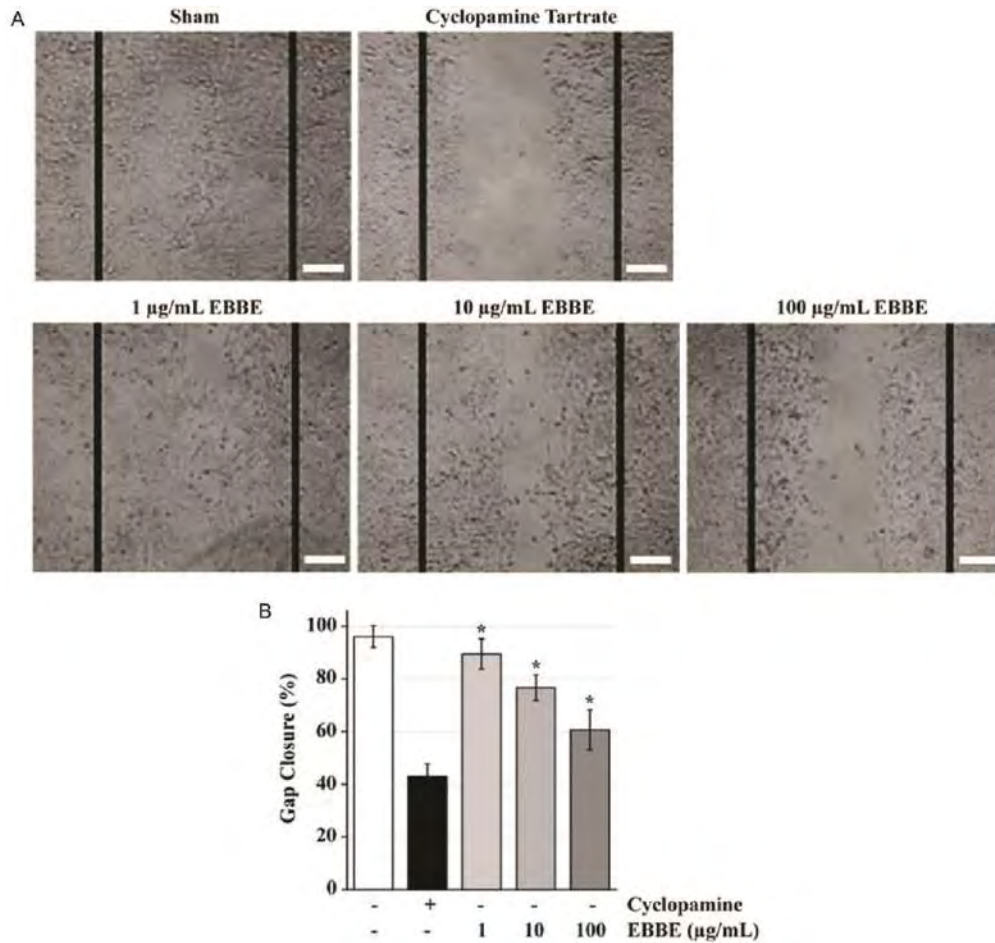 A
Sham
Cyclopamine Tartrate
1 µg/mL EBBE
10 µg/mL EBBE
100 µg/mL EBBE
B
Gap Closure (%)
100
80
60
40
20
0
* * *
- + - - - Cyclopamine
- - 1 10 100 EBBE (µg/mL)